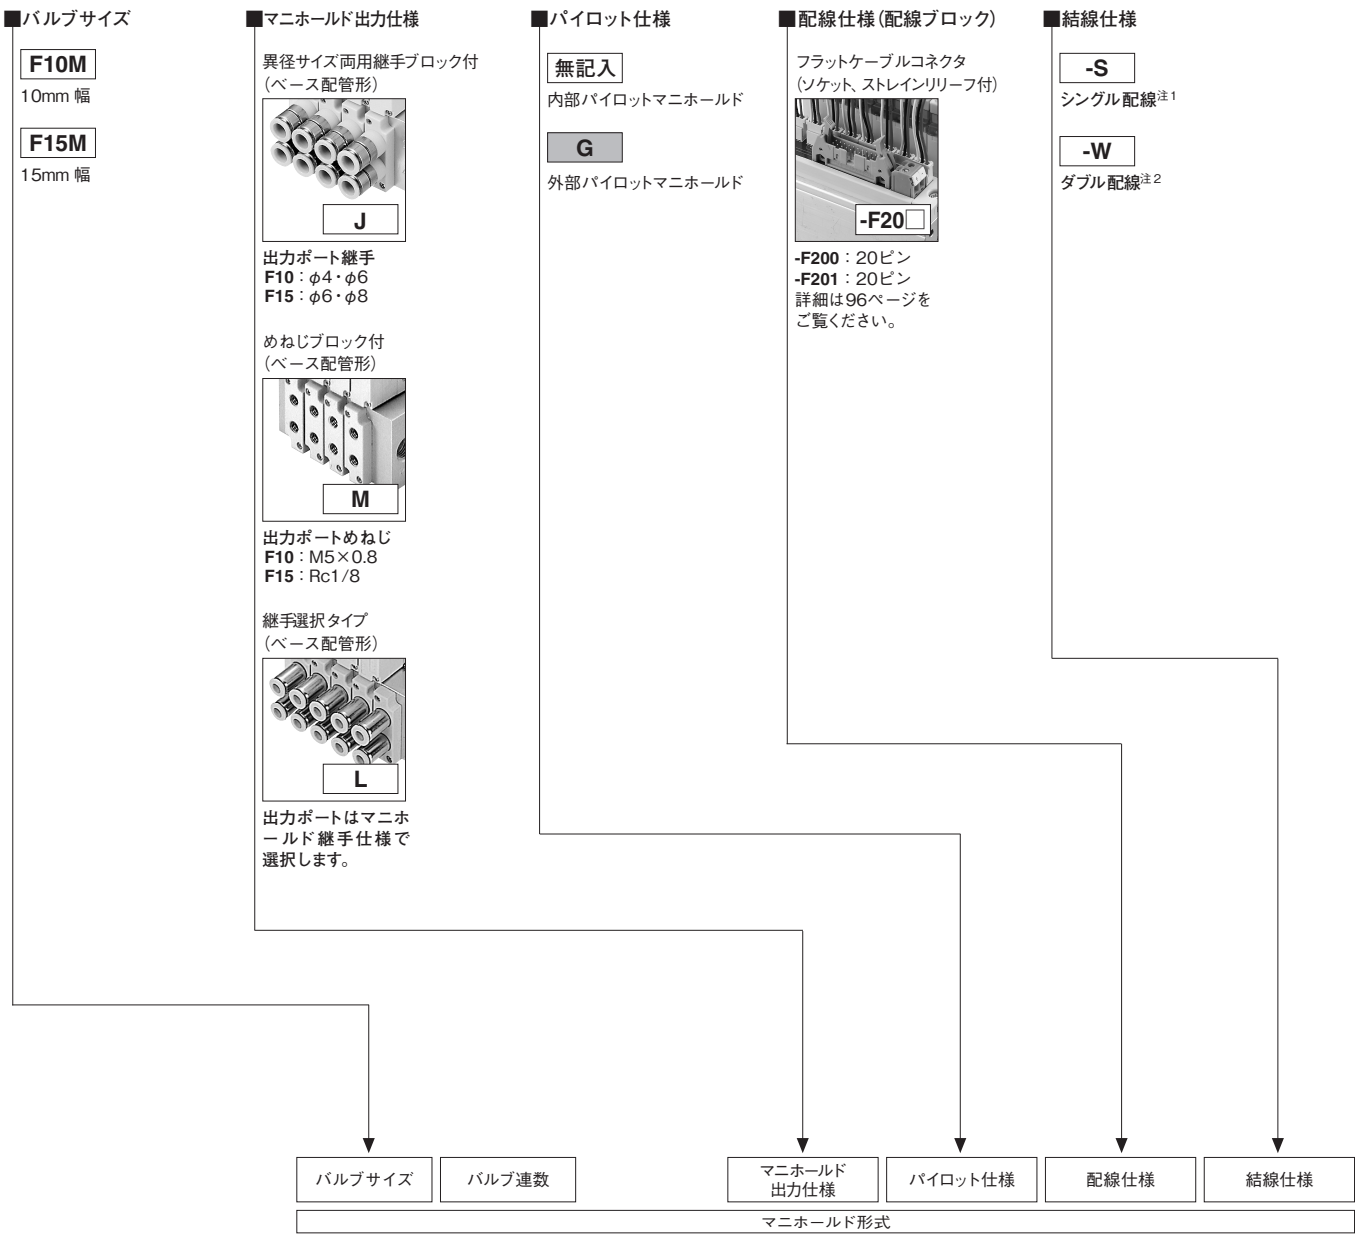 ■バルブサイズ
F10M
10mm 幅
F15M
15mm 幅
■マニホールド出力仕様
異径サイズ両用継手ブロック付
(ベース配管形)
J
出力ポート継手
F10:φ4・φ6
F15:φ6・φ8
めねじブロック付
(ベース配管形)
M
出力ポートめねじ
F10:M5×0.8
F15:Rc1/8
継手選択タイプ
(ベース配管形)
L
出力ポートはマニホ
ールド継手仕様で
選択します。
■パイロット仕様
無記入
内部パイロットマニホールド
G
外部パイロットマニホールド
■配線仕様(配線ブロック)
フラットケーブルコネクタ
(ソケット、ストレインリリーフ付)
-F20□
-F200:20ピン
-F201:20ピン
詳細は96ページを
ご覧ください。
■結線仕様
-S
シングル配線注1
-W
ダブル配線注2
バルブサイズ
バルブ連数
マニホールド
出力仕様
パイロット仕様
配線仕様
結線仕様
マニホールド形式